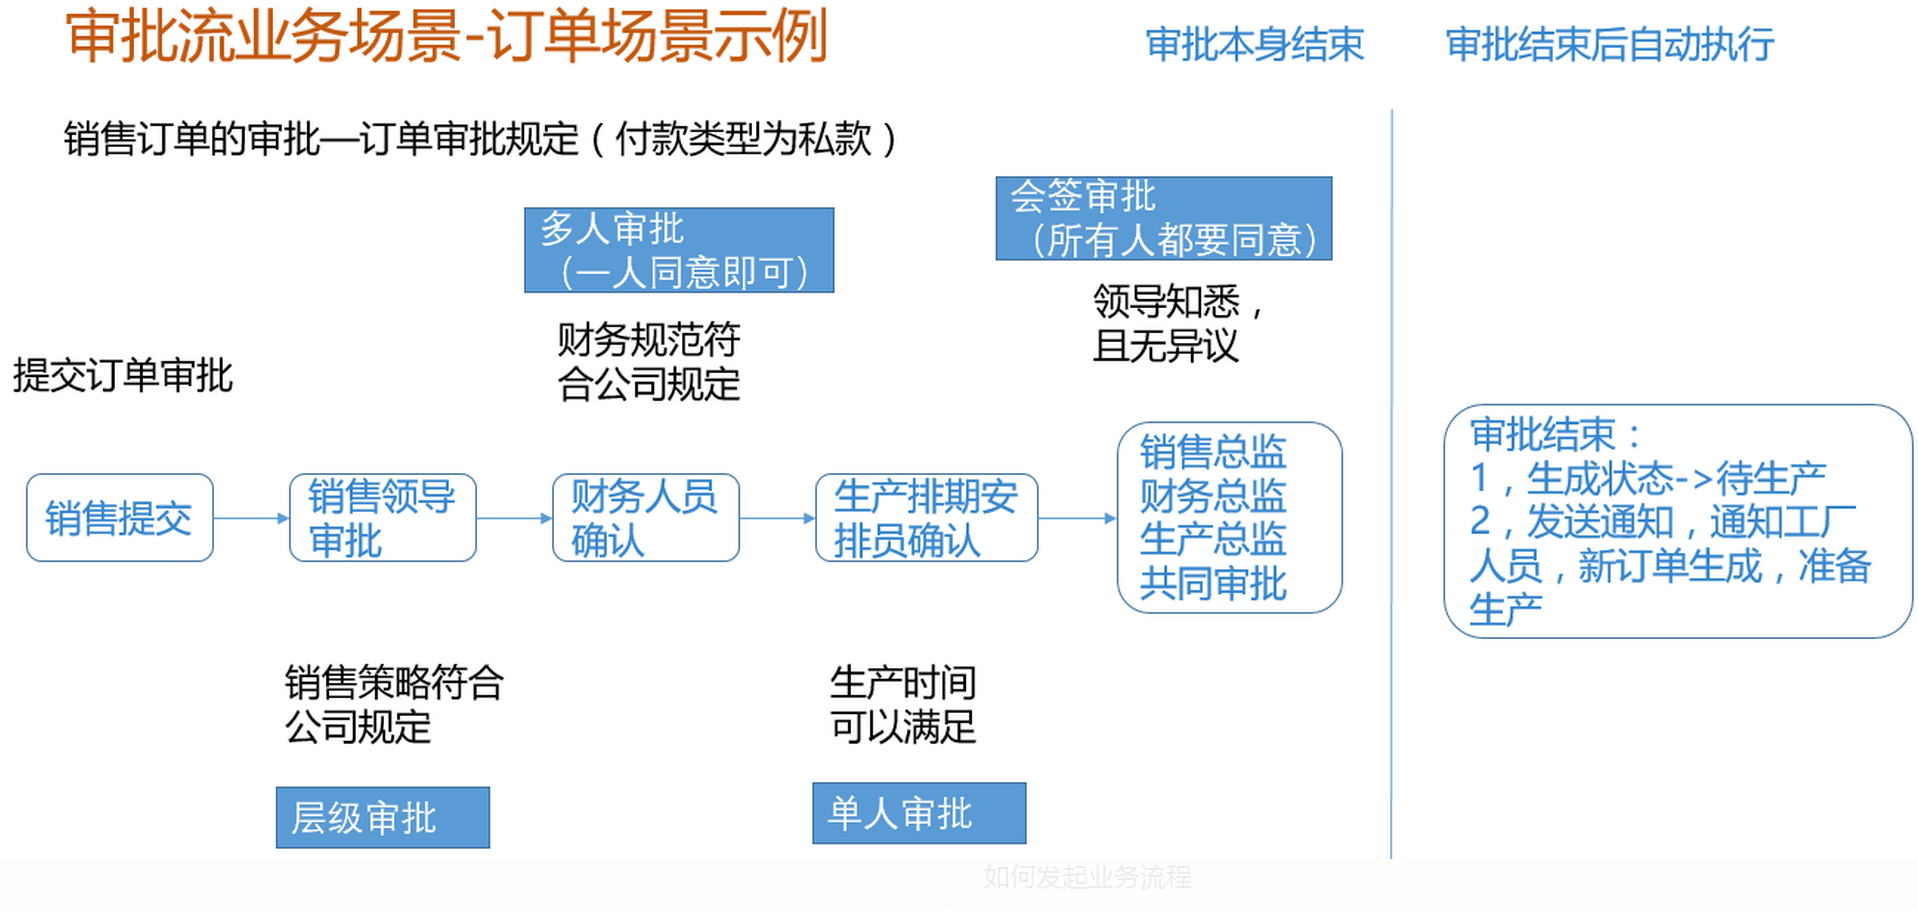 审批流业务场景-订单场景示例
审批本身结束
审批结束后自动执行
销售订单的审批—订单审批规定（付款类型为私款）
多人审批
（一人同意即可）
会签审批
（所有人都要同意）
财务规范符
合公司规定
领导知悉，
且无异议
提交订单审批
销售提交
销售领导
审批
财务人员
确认
生产排期安
排员确认
销售总监
财务总监
生产总监
共同审批
审批结束：
1，生成状态->待生产
2，发送通知，通知工厂
人员，新订单生成，准备
生产
销售策略符合
公司规定
生产时间
可以满足
层级审批
单人审批
如何发起业务流程